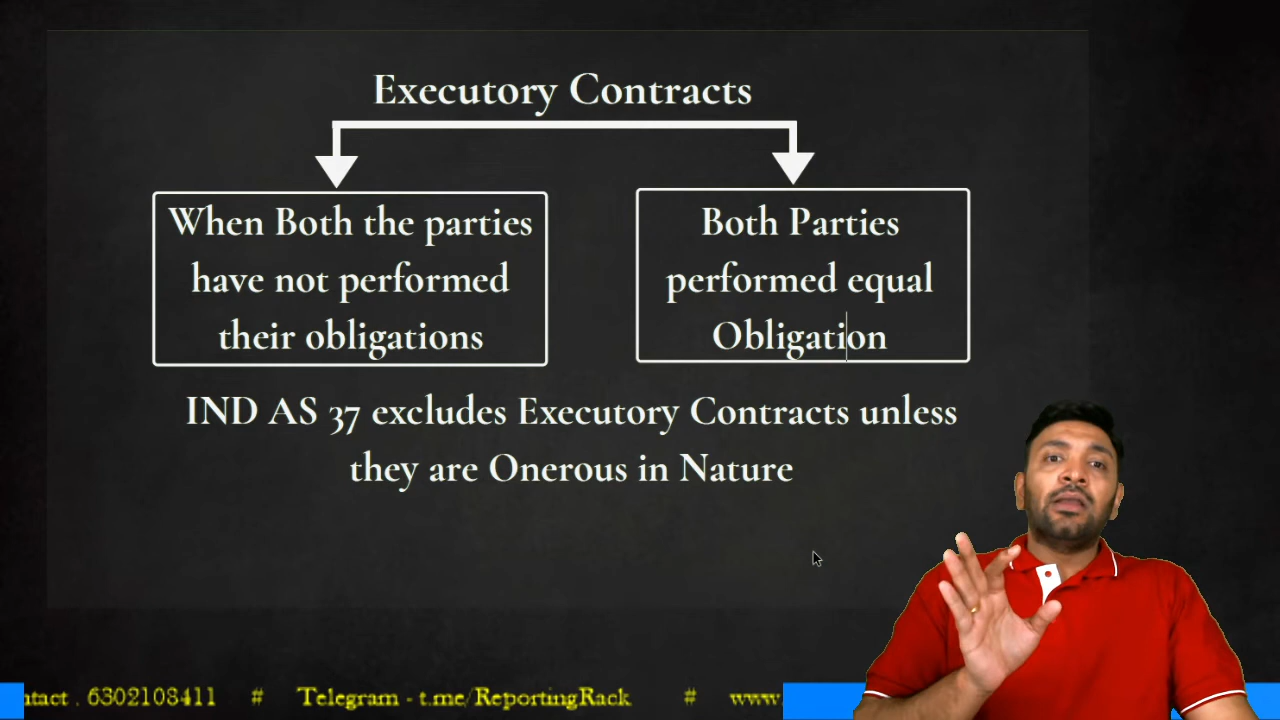 Executory Contracts
When Both the parties
have not performed
their obligations
Both Parties
performed equal
Obligation
IND AS 37 excludes Executory Contracts unless
they are Onerous in Nature
ntact . 6302108411 # Telegram - t.me/ReportingRack # www.